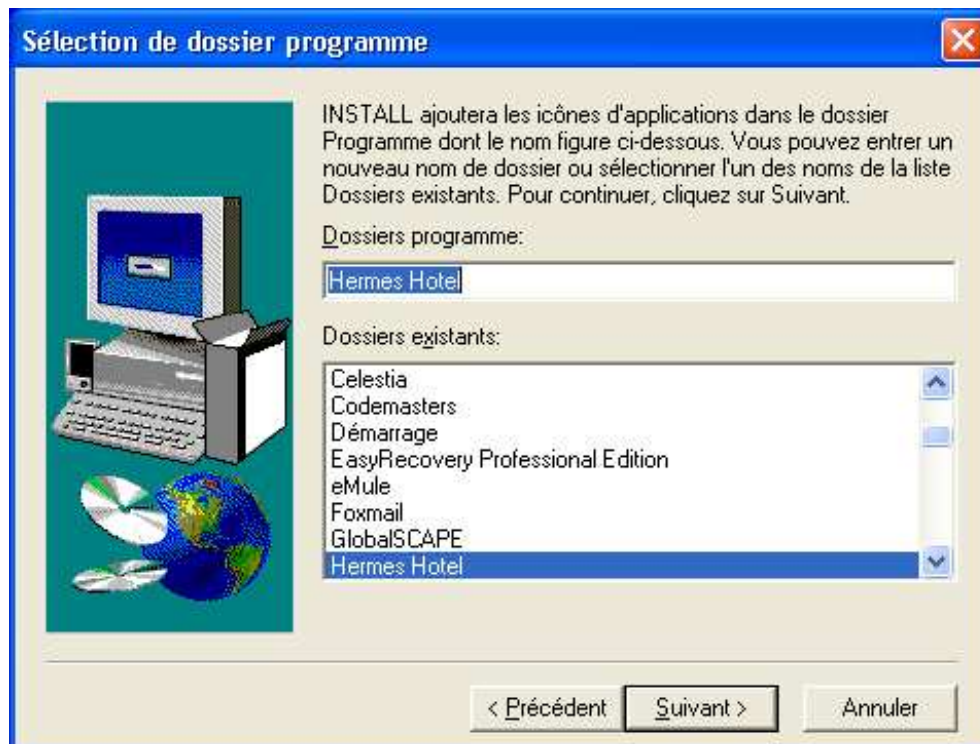 Sélection de dossier programme
INSTALL ajoutera les icônes d'applications dans le dossier
Programme dont le nom figure ci-dessous. Vous pouvez entrer un
nouveau nom de dossier ou sélectionner l'un des noms de la liste
Dossiers existants. Pour continuer, cliquez sur Suivant.
Dossiers programme:
Hermes Hotel
Dossiers existants:
Celestia
Codemasters
Démarrage
EasyRecovery Professional Edition
eMule
Foxmail
GlobalSCAPE
Hermes Hotel
< Précédent
Suivant >
Annuler